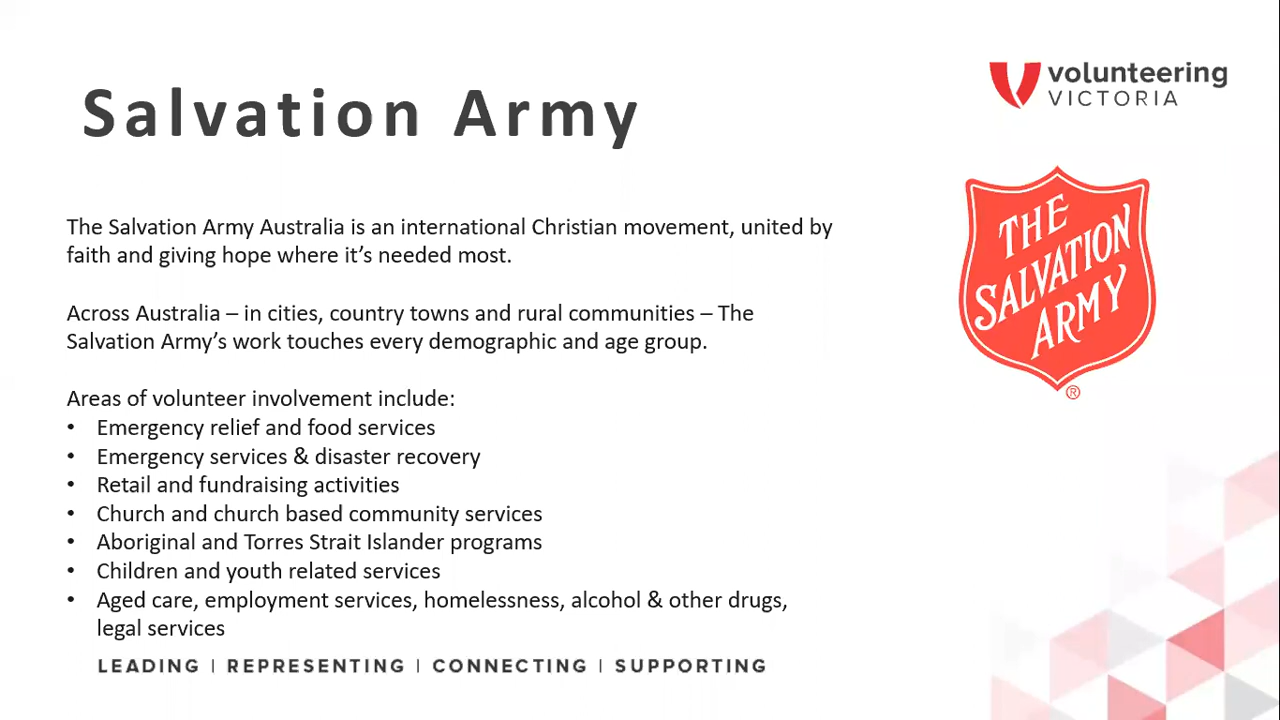 volunteering
VICTORIA
Salvation Army
THE
SALVATION
ARMY
®
The Salvation Army Australia is an international Christian movement, united by
faith and giving hope where it’s needed most.
Across Australia – in cities, country towns and rural communities – The
Salvation Army’s work touches every demographic and age group.
Areas of volunteer involvement include:
• Emergency relief and food services
• Emergency services & disaster recovery
• Retail and fundraising activities
• Church and church based community services
• Aboriginal and Torres Strait Islander programs
• Children and youth related services
• Aged care, employment services, homelessness, alcohol & other drugs,
legal services
LEADING | REPRESENTING | CONNECTING | SUPPORTING